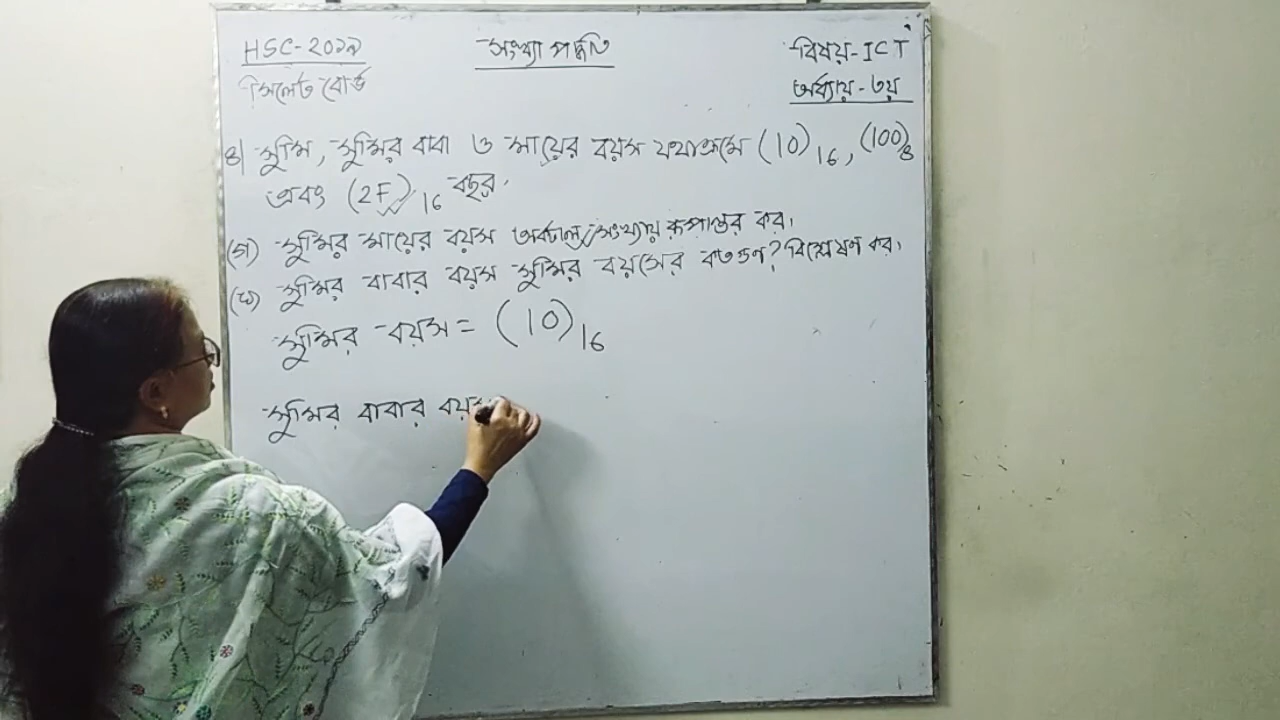 HSC-২০১৯
সংখ্যা পদ্ধতি
বিষয়-ICT
সিলেট বোর্ড
অধ্যায়-৩য়
৪| সুমি, সুমির বাবা ও মায়ের বয়স যথাক্রমে (10)₁₆, (100)₈
এবং (2F)₁₆ বছর।
(গ) সুমির মায়ের বয়স অক্টাল সংখ্যায় রূপান্তর কর।
(ঘ) সুমির বাবার বয়স সুমির বয়সের কতগুণ? বিশ্লেষণ কর।
সুমির বয়স = (10)₁₆
সুমির বাবার